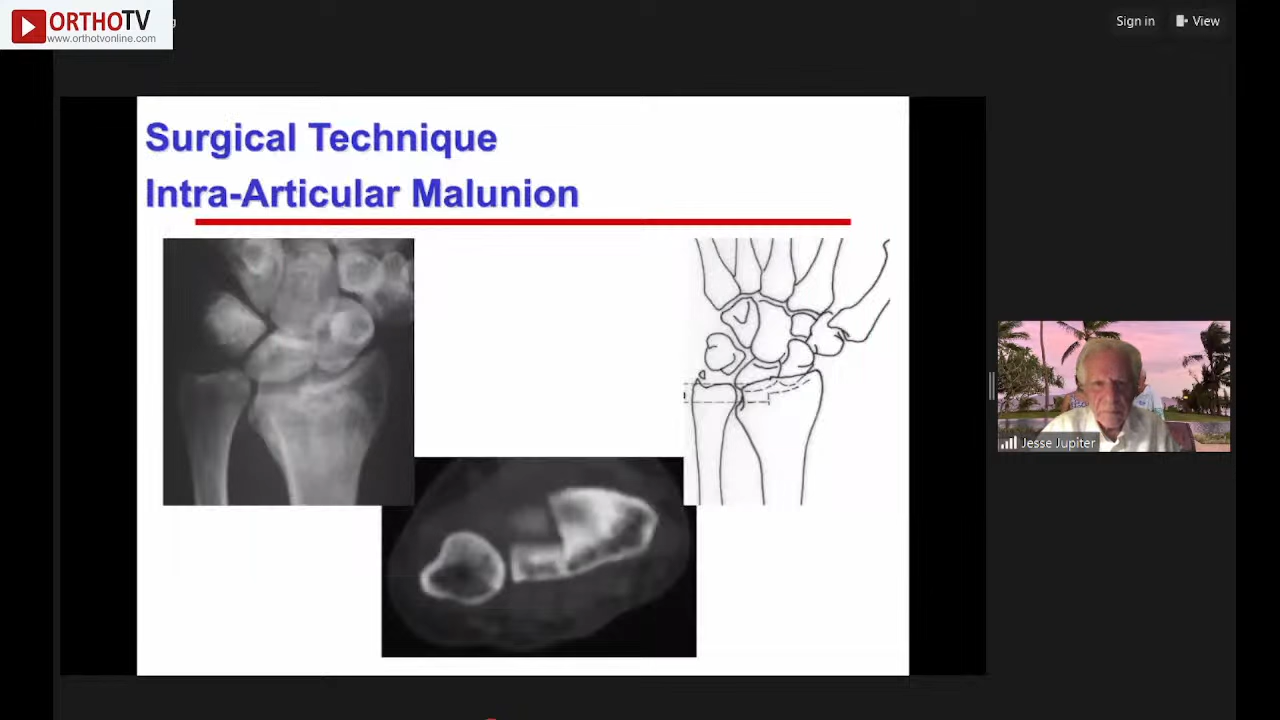 ORTHOTV
www.orthotvonline.com
Sign in
View
Surgical Technique
Intra-Articular Malunion
Jesse Jupiter